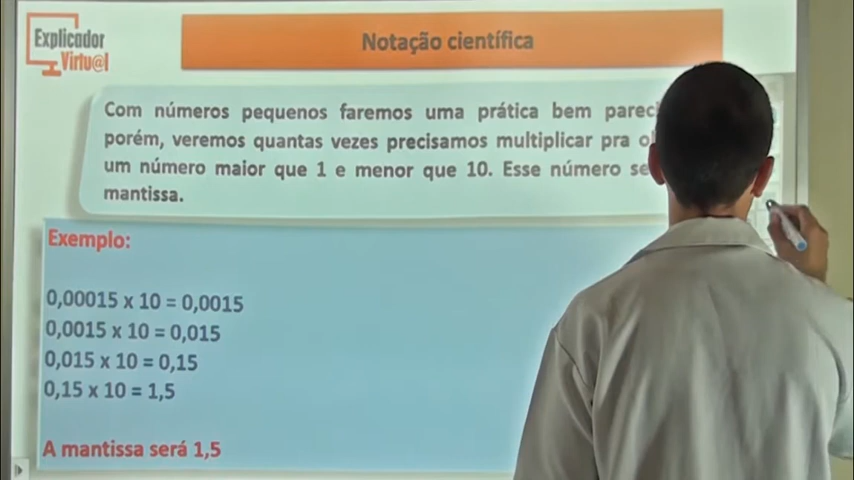 Explicador
Virtu@l
Notação científica
Com números pequenos faremos uma prática bem
porém, veremos quantas vezes precisamos multiplicar pra
um número maior que 1 e menor que 10. Esse número
mantissa.
Exemplo:
0,00015 x 10 = 0,0015
0,0015 x 10 = 0,015
0,015 x 10 = 0,15
0,15 x 10 = 1,5
A mantissa será 1,5